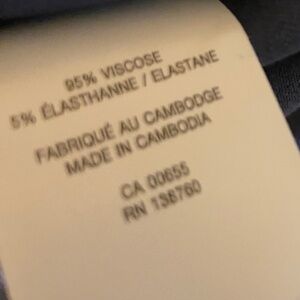 95% VISCOSE
5% ÉLASTHANNE / ELASTANE
FABRIQUÉ AU CAMBODGE
MADE IN CAMBODIA
CA 00655
RN 138760